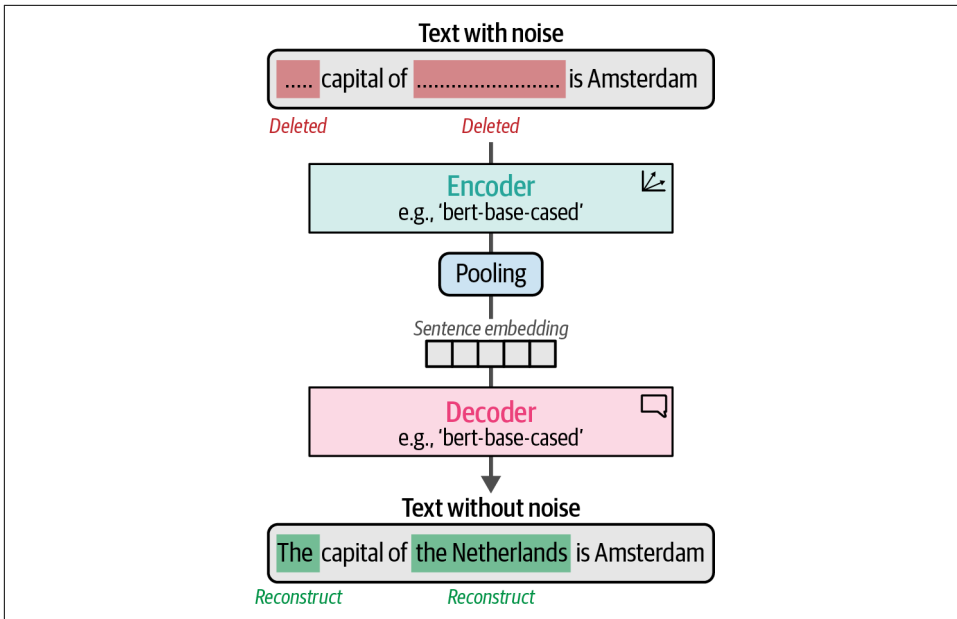 Text with noise
..... capital of ......................... is Amsterdam
Deleted Deleted
Encoder
e.g., ‘bert-base-cased’
Pooling
Sentence embedding
Decoder
e.g., ‘bert-base-cased’
Text without noise
The capital of the Netherlands is Amsterdam
Reconstruct Reconstruct